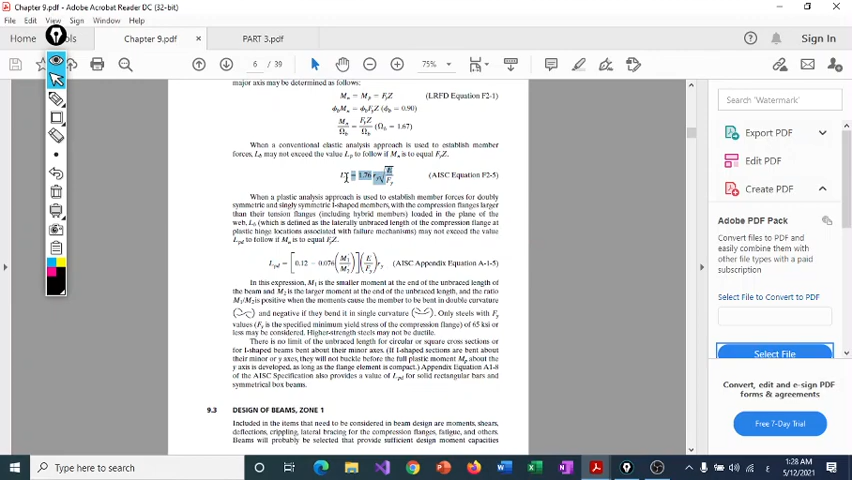 Chapter 9.pdf - Adobe Acrobat Reader DC (32-bit)
File Edit View Sign Window Help
Home
Chapter 9.pdf
PART 3.pdf
Sign In
6 / 39
75%
major axis may be determined as follows:
Mn = Mp = FyZ (LRFD Equation F2-1)
ϕbMn = ϕbFyZ (ϕb = 0.90)
Mn/Ωb = FyZ/Ωb (Ωb = 1.67)
When a conventional elastic analysis approach is used to establish member
forces, Lb may not exceed the value Lp to follow if Mn is to equal FyZ.
= 1.76 ry √E/Fy (AISC Equation F2-5)
When a plastic analysis approach is used to establish member forces for doubly
symmetric and singly symmetric I-shaped members, with the compression flanges larger
than their tension flanges (including hybrid members) loaded in the plane of the
web, Lb (which is defined as the laterally unbraced length of the compression flange at
plastic hinge locations associated with failure mechanisms) may not exceed the value
Lpd to follow if Mn is to equal FyZ.
Lpd = [0.12 − 0.076(M1/M2)](E/Fy)ry (AISC Appendix Equation A-1-5)
In this expression, M1 is the smaller moment at the end of the unbraced length of
the beam and M2 is the larger moment at the end of the unbraced length, and the ratio
M1/M2 is positive when the moments cause the member to be bent in double curvature
( ) and negative if they bend it in single curvature ( ). Only steels with Fy
values (Fy is the specified minimum yield stress of the compression flange) of 65 ksi or
less may be considered. Higher-strength steels may not be ductile.
There is no limit of the unbraced length for circular or square cross sections or
for I-shaped beams bent about their minor axes. (If I-shaped sections are bent about
their minor or y axes, they will not buckle before the full plastic moment Mp about the
y axis is developed, as long as the flange element is compact.) Appendix Equation A1-8
of the AISC Specification also provides a value of Lpd for solid rectangular bars and
symmetrical box beams.
9.3 DESIGN OF BEAMS, ZONE 1
Included in the items that need to be considered in beam design are moments, shears,
deflections, crippling, lateral bracing for the compression flanges, fatigue, and others.
Beams will probably be selected that provide sufficient design moment capacities
Search 'Watermark'
Export PDF
Edit PDF
Create PDF
Adobe PDF Pack
Convert files to PDF and
easily combine them with
other file types with a paid
subscription
Select File to Convert to PDF
Select File
Convert, edit and e-sign PDF
forms & agreements
Free 7-Day Trial
Type here to search
1:28 AM
5/12/2021